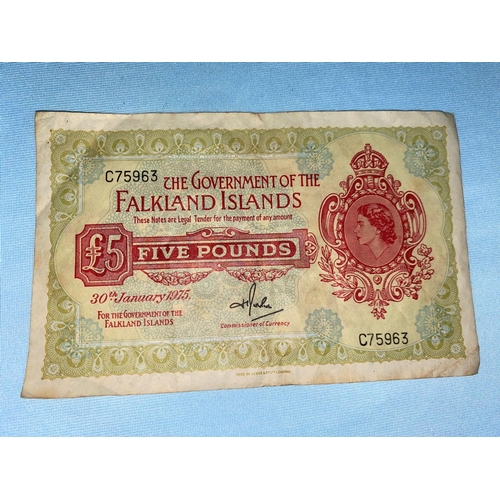 C75963
THE GOVERNMENT OF THE
FALKLAND ISLANDS
These Notes are Legal Tender for the payment of any amount
£5
FIVE POUNDS
30th January 1975.
FOR THE GOVERNMENT OF THE
FALKLAND ISLANDS
Commissioner of Currency
C75963